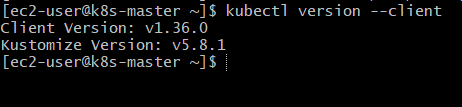 [ec2-user@k8s-master ~]$ kubectl version --client
Client Version: v1.36.0
Kustomize Version: v5.8.1
[ec2-user@k8s-master ~]$